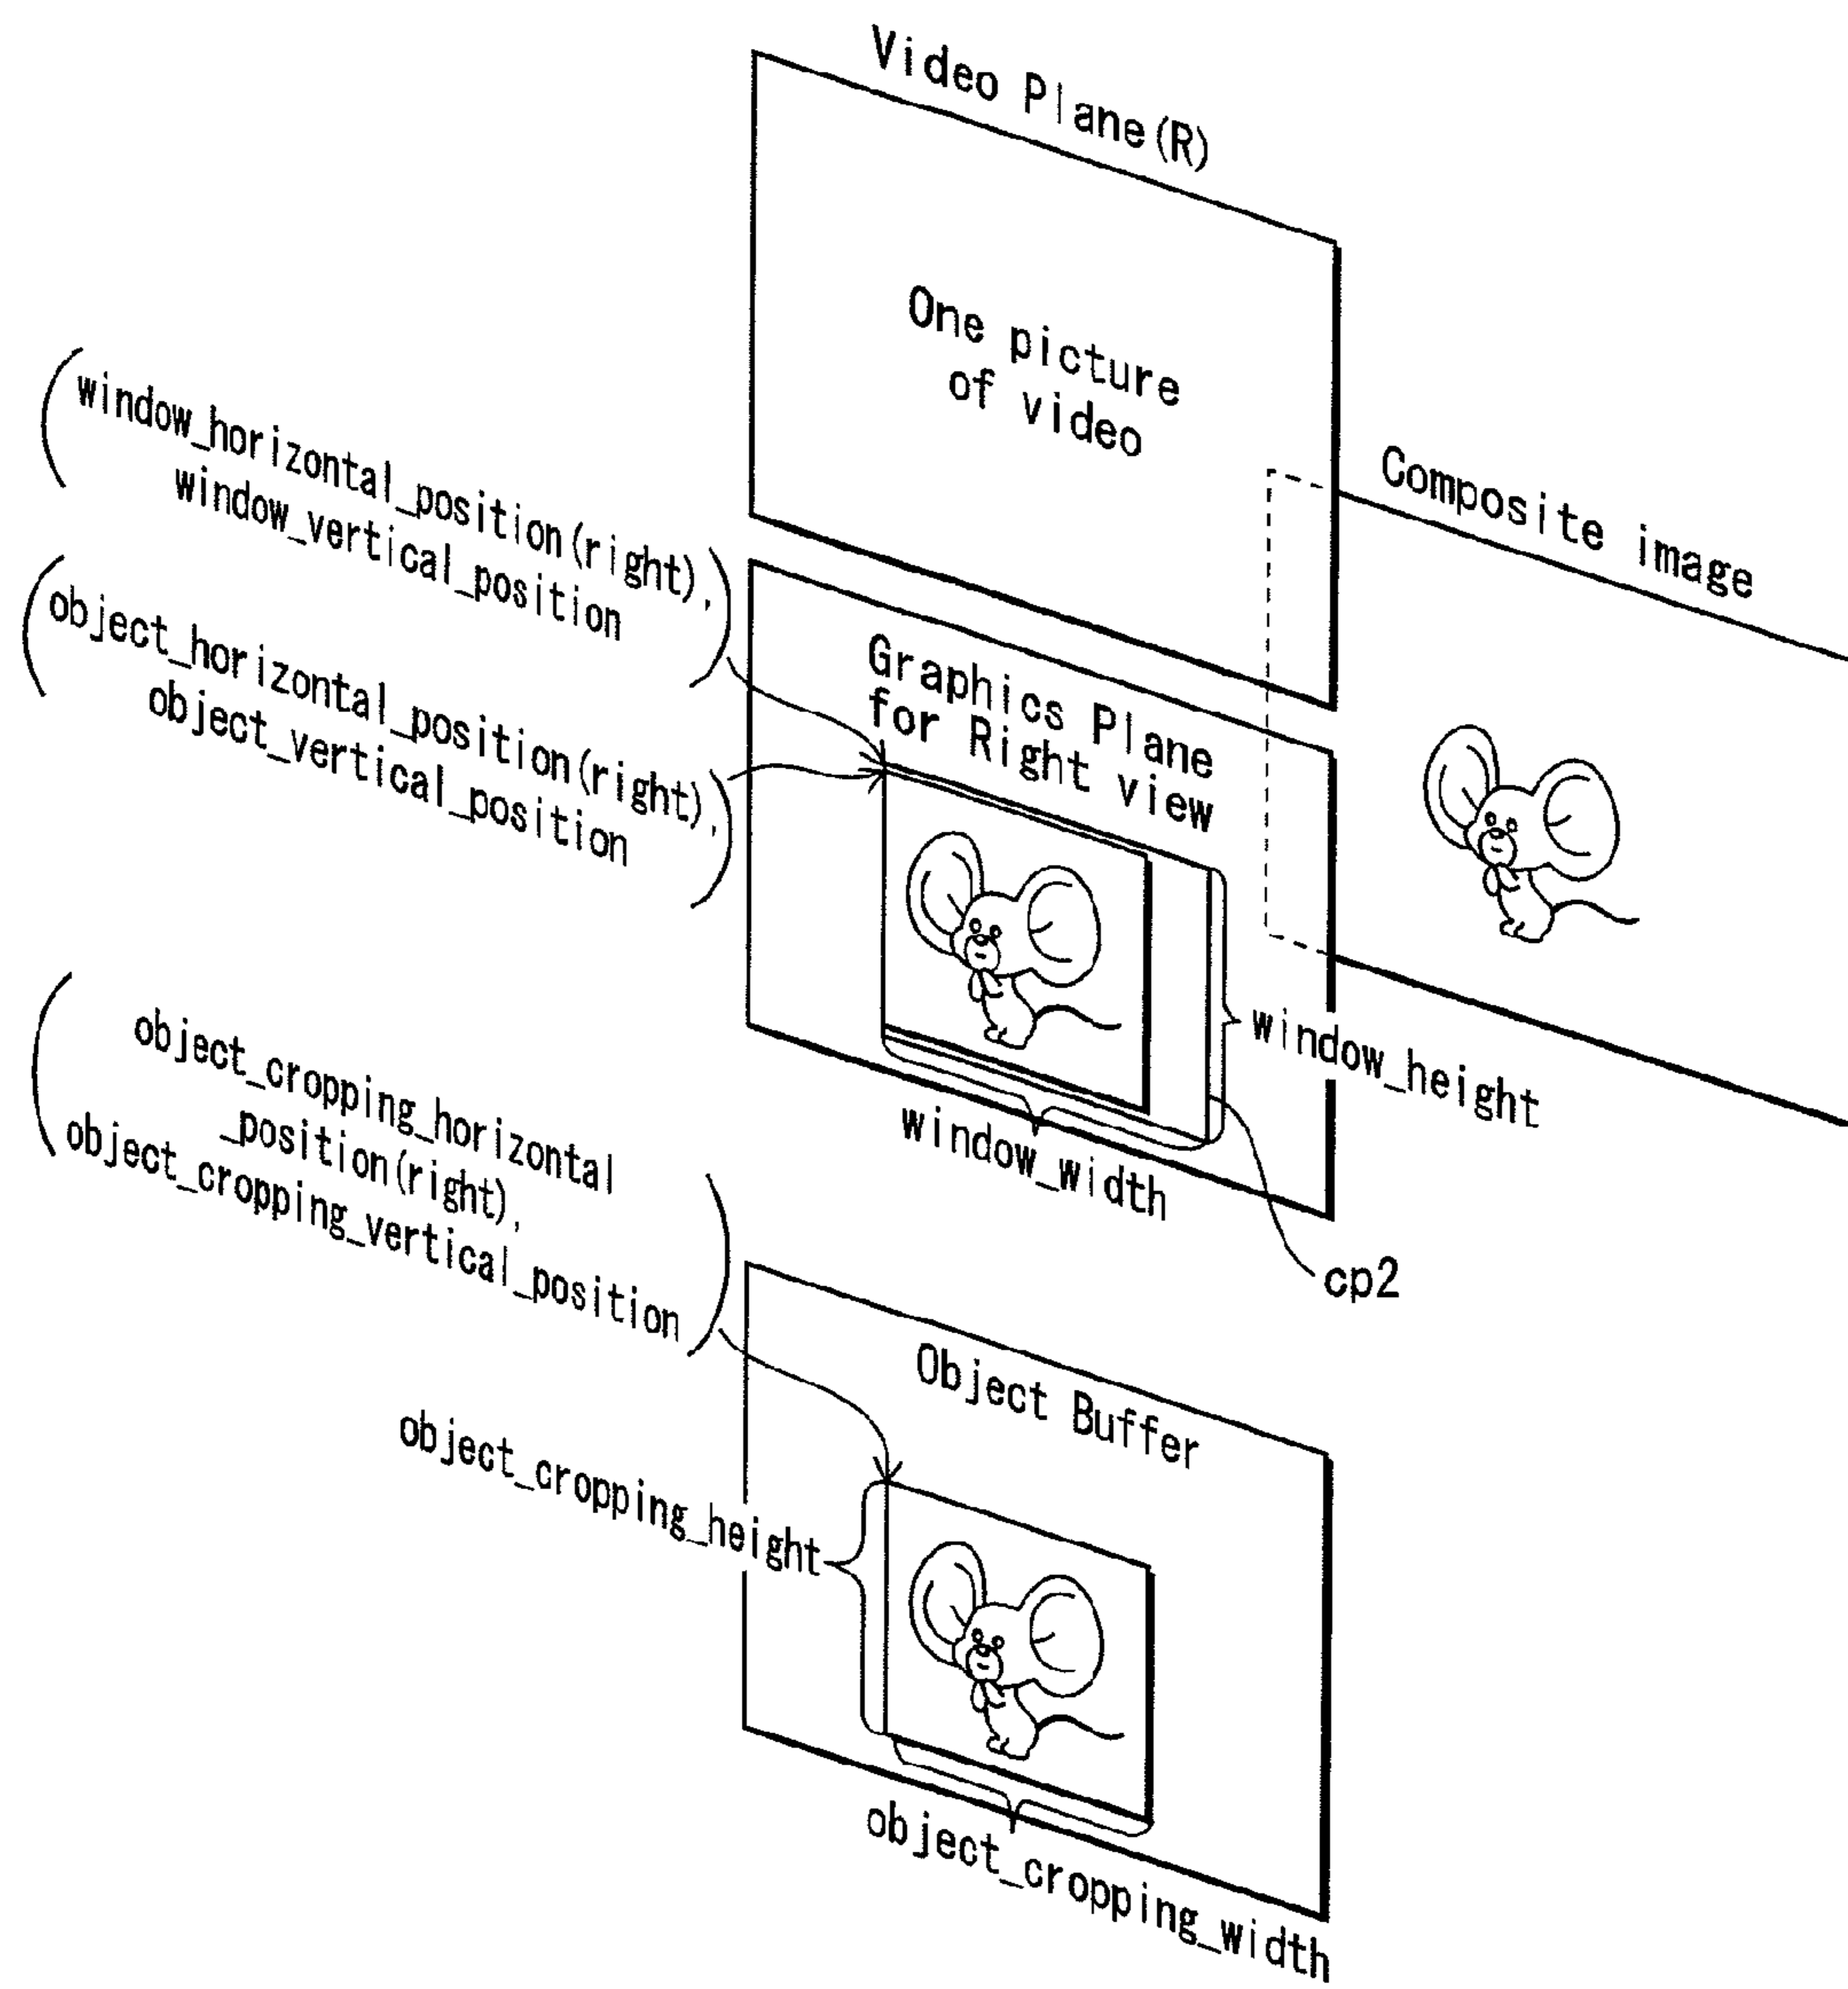 Video Plane(R)
One picture
of video
Composite image
(window_horizontal_position(right),
window_vertical_position)
(object_horizontal_position(right),
object_vertical_position)
Graphics Plane
for Right view
window_height
window_width
cp2
(object_cropping_horizontal
_position(right),
object_cropping_vertical_position)
Object Buffer
object_cropping_height
object_cropping_width